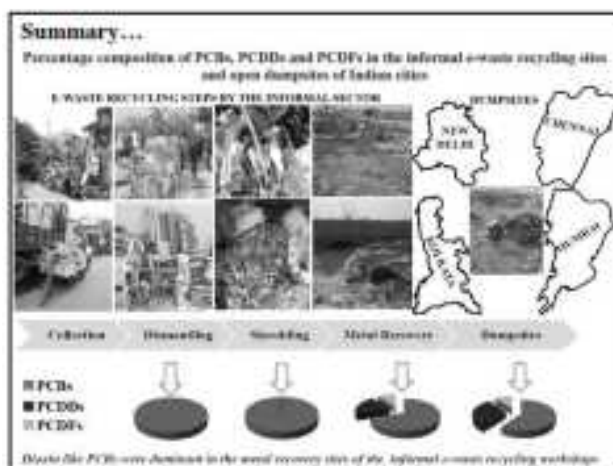 Summary…
Percentage composition of PCBs, PCDDs and PCDFs in the informal e-waste recycling sites
and open dumpsites of Indian cities
E-WASTE RECYCLING STEPS BY THE INFORMAL SECTOR
DUMPSITES
NEW
DELHI
CHENNAI
KOLKATA
MUMBAI
Collection
Dismantling
Shredding
Metal Recovery
Dumpsites
PCBs
PCDDs
PCDFs
Dioxin like PCBs were dominant in the metal recovery sites of the informal e-waste recycling workshops